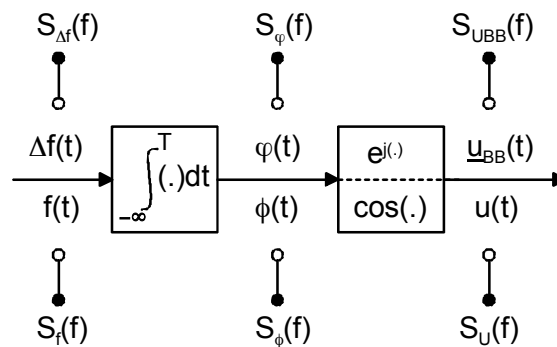 S_Δf(f) S_φ(f) S_UBB(f)
Δf(t) T φ(t) e^j(.) u_BB(t)
∫(.)dt
f(t) -∞ ϕ(t) cos(.) u(t)
S_f(f) S_ϕ(f) S_U(f)